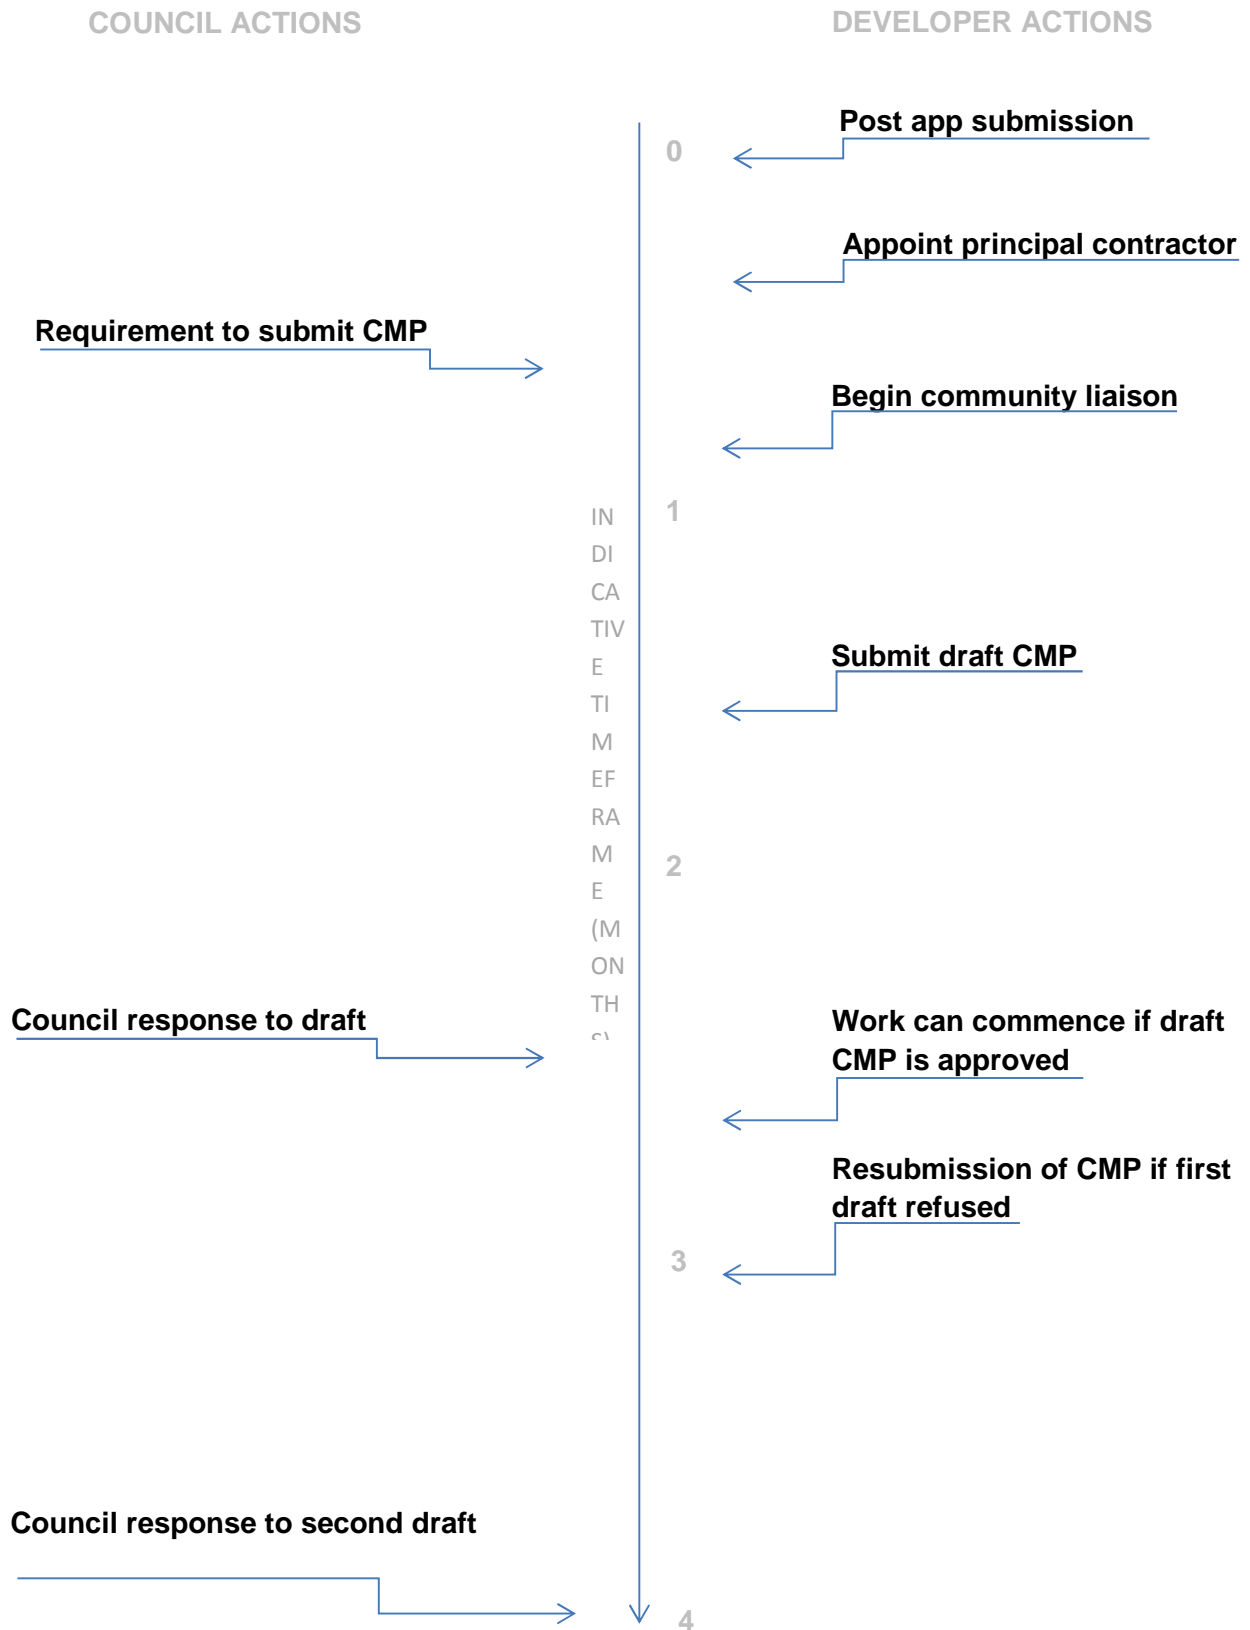 COUNCIL ACTIONS
DEVELOPER ACTIONS
Post app submission
0
Appoint principal contractor
Requirement to submit CMP
Begin community liaison
1
IN
DI
CA
TIV
E
TI
M
EF
RA
M
E
(M
ON
TH
S)
Submit draft CMP
2
Council response to draft
Work can commence if draft
CMP is approved
Resubmission of CMP if first
draft refused
3
Council response to second draft
4